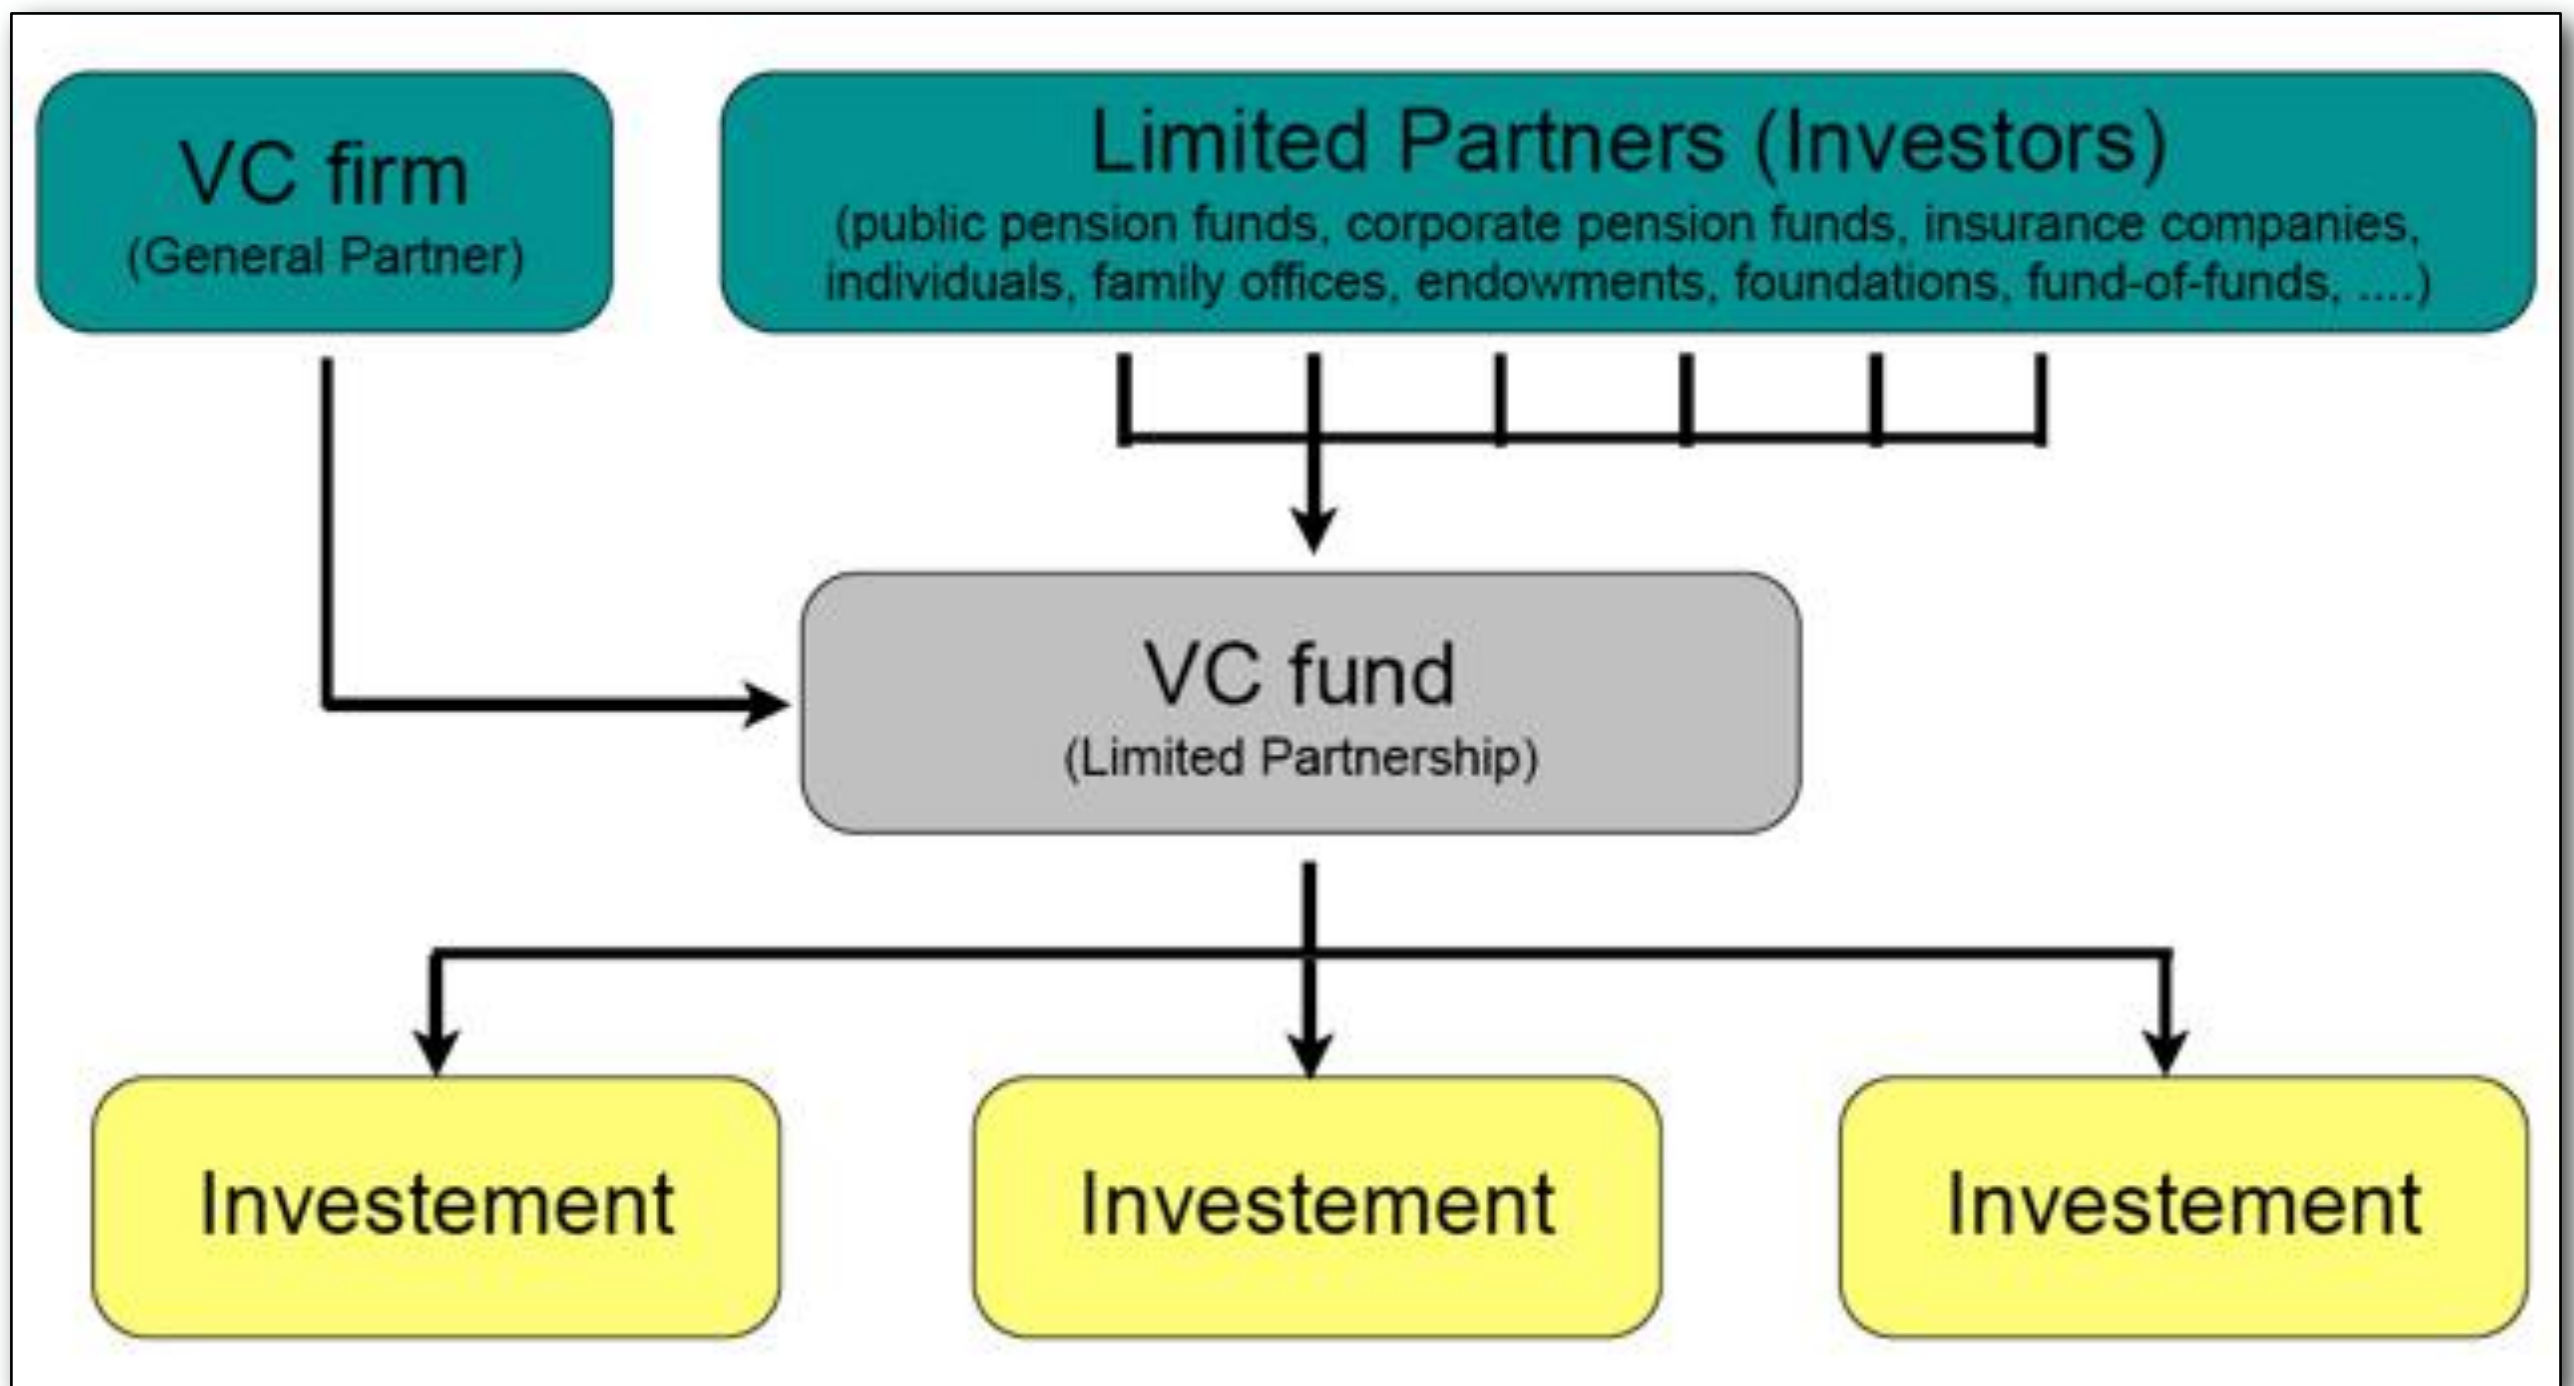 VC firm
(General Partner)
Limited Partners (Investors)
(public pension funds, corporate pension funds, insurance companies,
individuals, family offices, endowments, foundations, fund-of-funds, ....)
VC fund
(Limited Partnership)
Investement
Investement
Investement